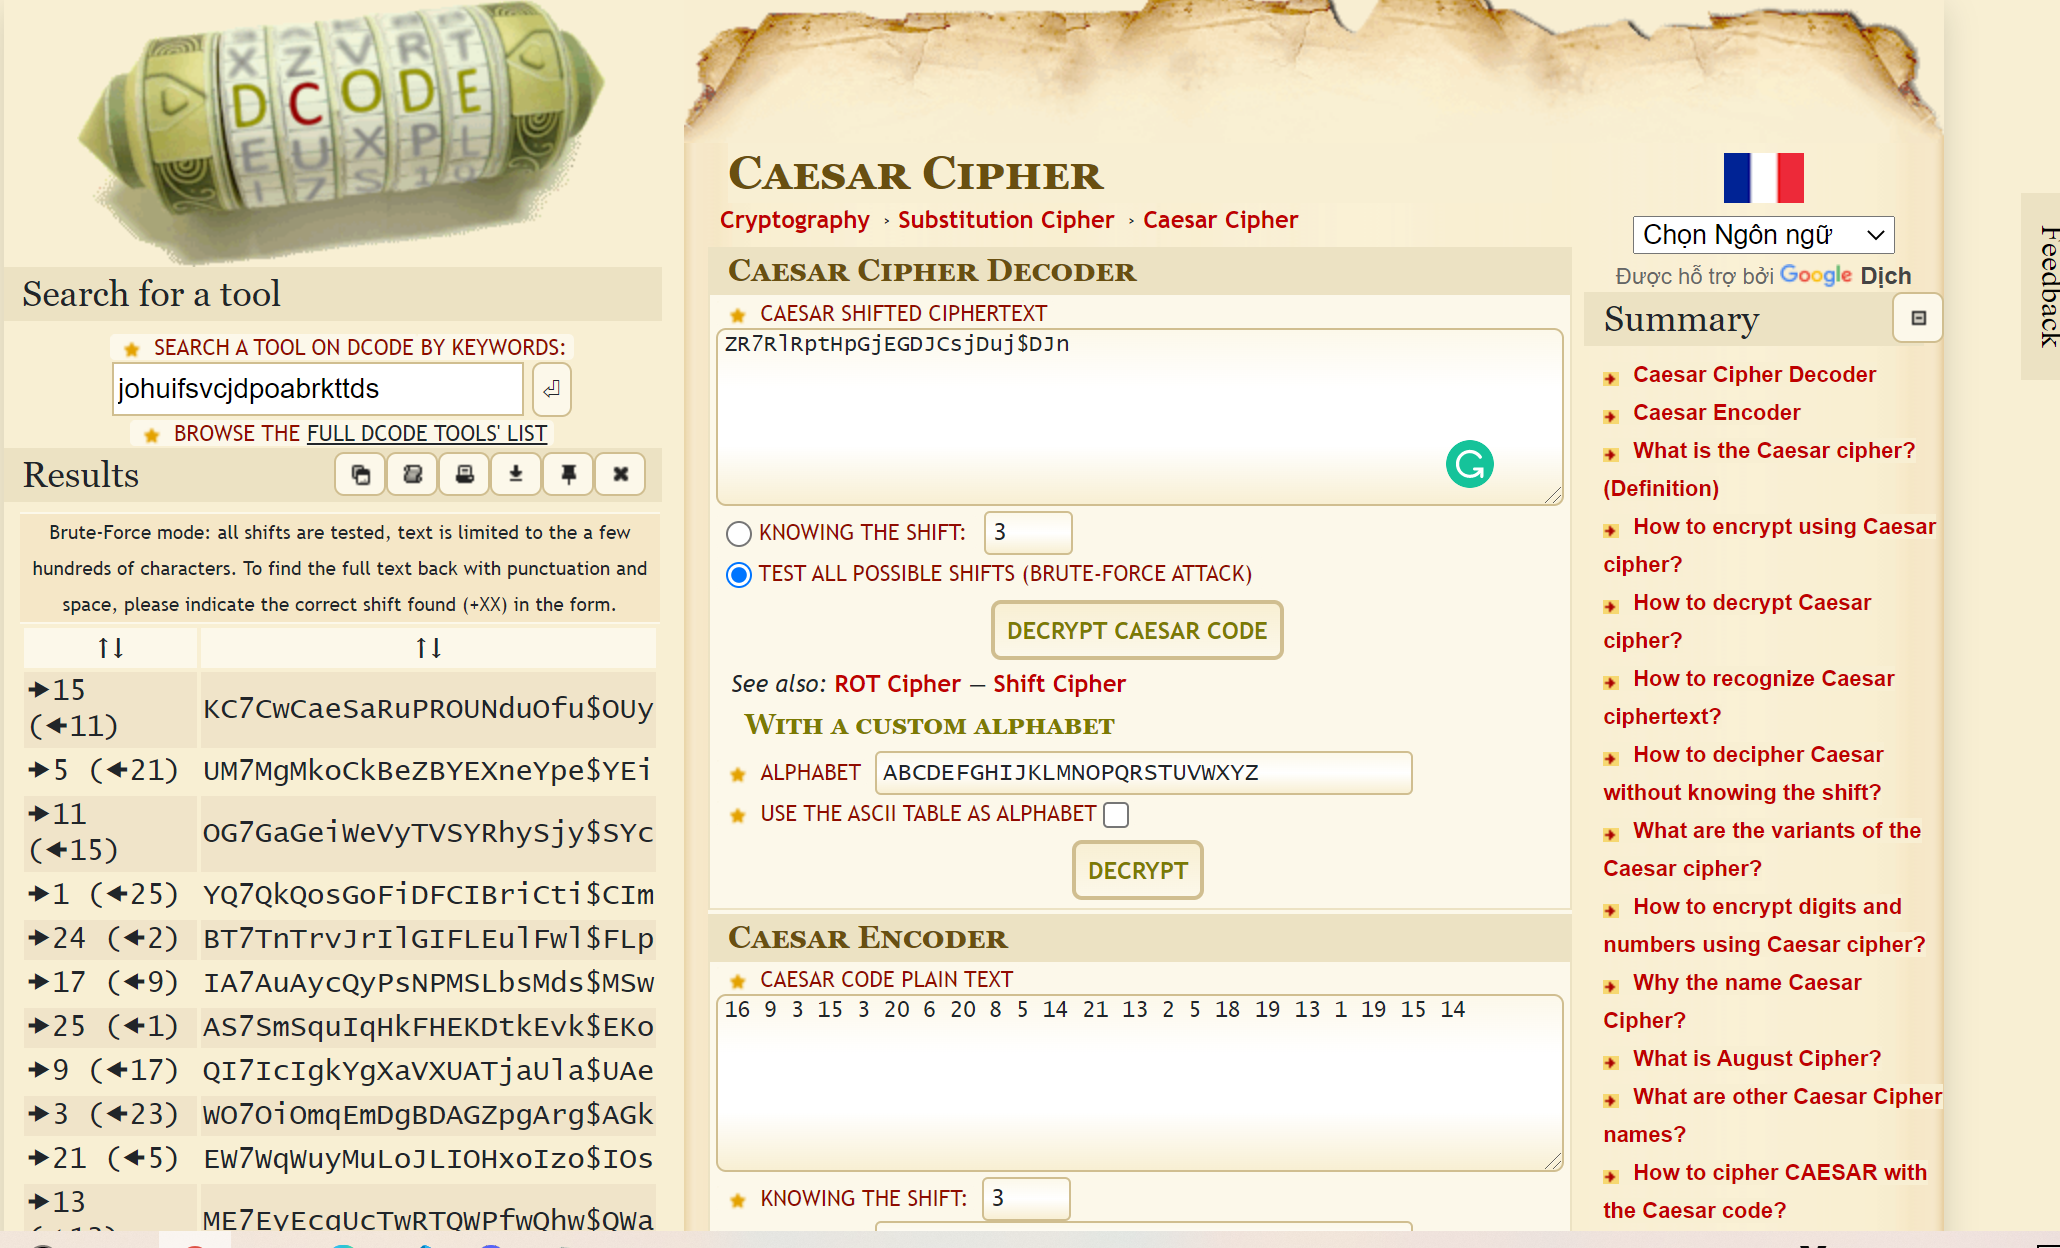 X Z V R T
D C O D E
E U X P L
Search for a tool
SEARCH A TOOL ON DCODE BY KEYWORDS:
johuifsvcjdpoabrkttds
BROWSE THE FULL DCODE TOOLS' LIST
Results
Brute-Force mode: all shifts are tested, text is limited to the a few
hundreds of characters. To find the full text back with punctuation and
space, please indicate the correct shift found (+XX) in the form.
↑↓ ↑↓
➔15 (🡰11) KC7CwCaeSaRuPROUNduOfu$OUy
➔5 (🡰21) UM7MgMkoCkBeZBYEXneYpe$YEi
➔11 (🡰15) OG7GaGeiWeVyTVSYRhySjy$SYc
➔1 (🡰25) YQ7QkQosGoFiDFCIBriCti$CIm
➔24 (🡰2) BT7TnTrvJrIlGIFLEulFwl$FLp
➔17 (🡰9) IA7AuAycQyPsNPMSLbsMds$MSw
➔25 (🡰1) AS7SmSquIqHkFHEKDtkEvk$EKo
➔9 (🡰17) QI7IcIgkYgXaVXUATjaUla$UAe
➔3 (🡰23) WO7OiOmqEmDgBDAGZpgArg$AGk
➔21 (🡰5) EW7WqWuyMuLoJLIOHxoIzo$IOs
➔13 ME7EyEcgUcTwRTQWPfwQhw$QWa
CAESAR CIPHER
Cryptography › Substitution Cipher › Caesar Cipher
CAESAR CIPHER DECODER
CAESAR SHIFTED CIPHERTEXT
ZR7RlRptHpGjEGDJCsjDuj$DJn
KNOWING THE SHIFT: 3
TEST ALL POSSIBLE SHIFTS (BRUTE-FORCE ATTACK)
DECRYPT CAESAR CODE
See also: ROT Cipher — Shift Cipher
WITH A CUSTOM ALPHABET
ALPHABET ABCDEFGHIJKLMNOPQRSTUVWXYZ
USE THE ASCII TABLE AS ALPHABET
DECRYPT
CAESAR ENCODER
CAESAR CODE PLAIN TEXT
16 9 3 15 3 20 6 20 8 5 14 21 13 2 5 18 19 13 1 19 15 14
KNOWING THE SHIFT: 3
Chọn Ngôn ngữ
Được hỗ trợ bởi Google Dịch
Summary
Caesar Cipher Decoder
Caesar Encoder
What is the Caesar cipher?
(Definition)
How to encrypt using Caesar
cipher?
How to decrypt Caesar
cipher?
How to recognize Caesar
ciphertext?
How to decipher Caesar
without knowing the shift?
What are the variants of the
Caesar cipher?
How to encrypt digits and
numbers using Caesar cipher?
Why the name Caesar
Cipher?
What is August Cipher?
What are other Caesar Cipher
names?
How to cipher CAESAR with
the Caesar code?
Feedback